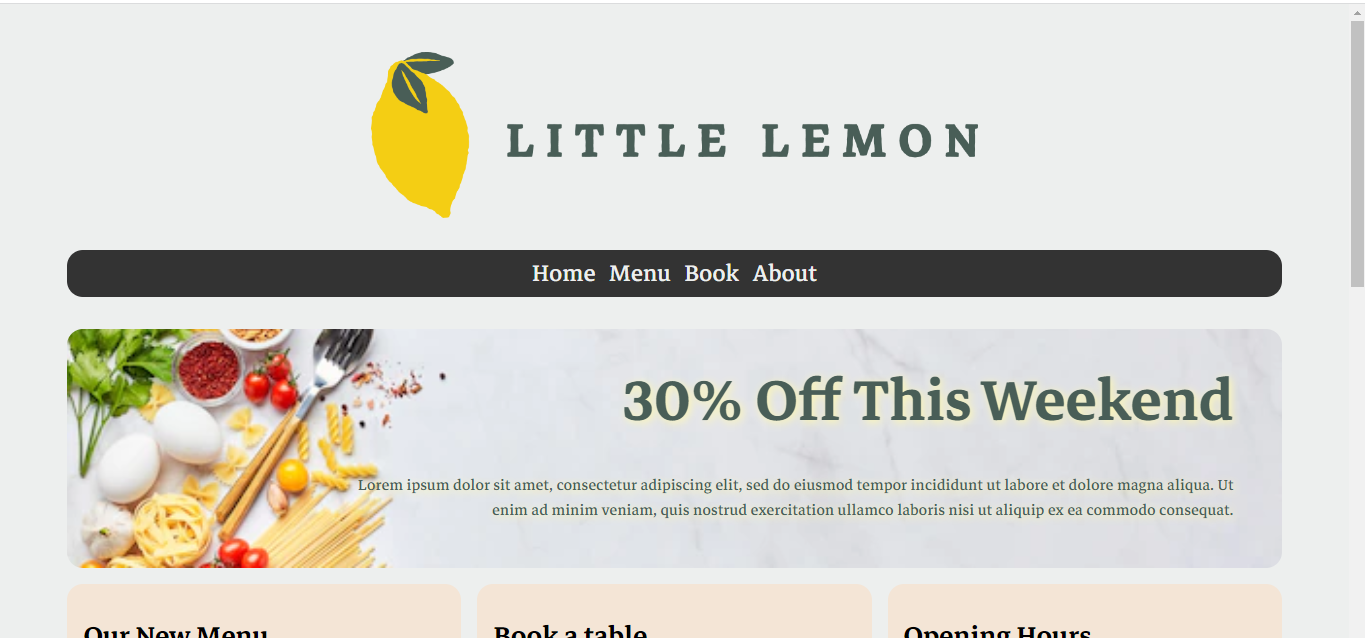 LITTLE LEMON
Home Menu Book About
30% Off This Weekend
Lorem ipsum dolor sit amet, consectetur adipiscing elit, sed do eiusmod tempor incididunt ut labore et dolore magna aliqua. Ut
enim ad minim veniam, quis nostrud exercitation ullamco laboris nisi ut aliquip ex ea commodo consequat.
Our New Menu
Book a table
Opening Hours